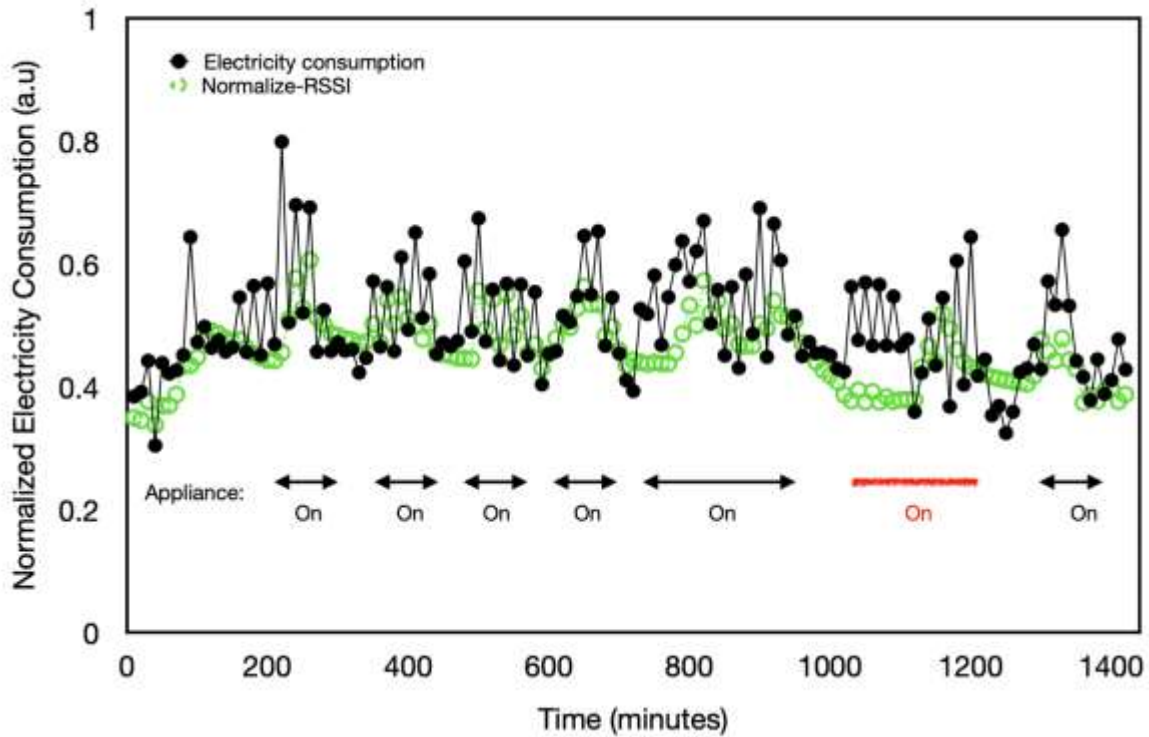 Normalized Electricity Consumption (a.u)
1
0.8
0.6
0.4
0.2
0
Electricity consumption
Normalize-RSSI
Appliance:
On
On
On
On
On
On
On
0
200
400
600
800
1000
1200
1400
Time (minutes)